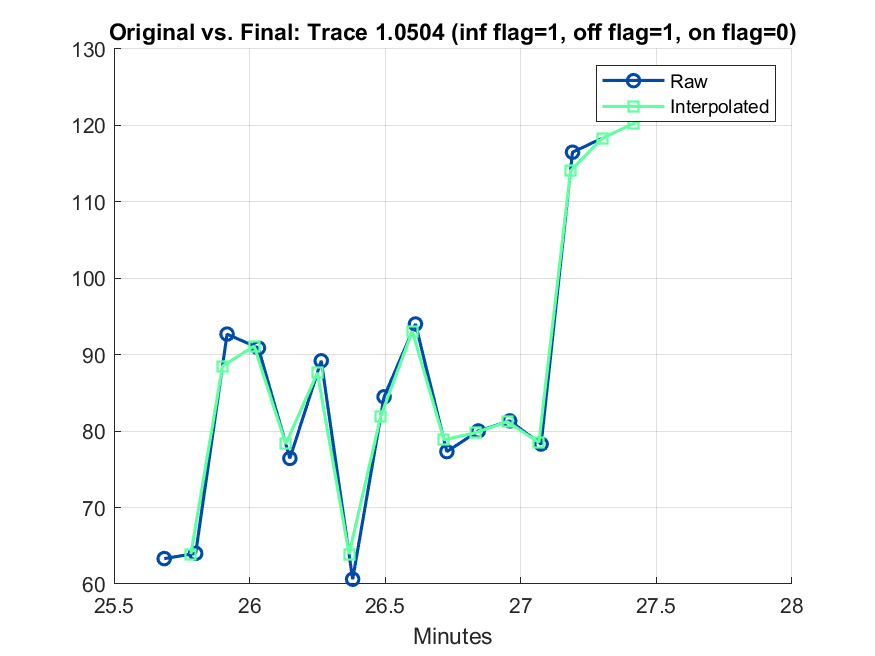 Original vs. Final: Trace 1.0504 (inf flag=1, off flag=1, on flag=0)
130
120
110
100
90
80
70
60
Raw
Interpolated
25.5 26 26.5 27 27.5 28
Minutes